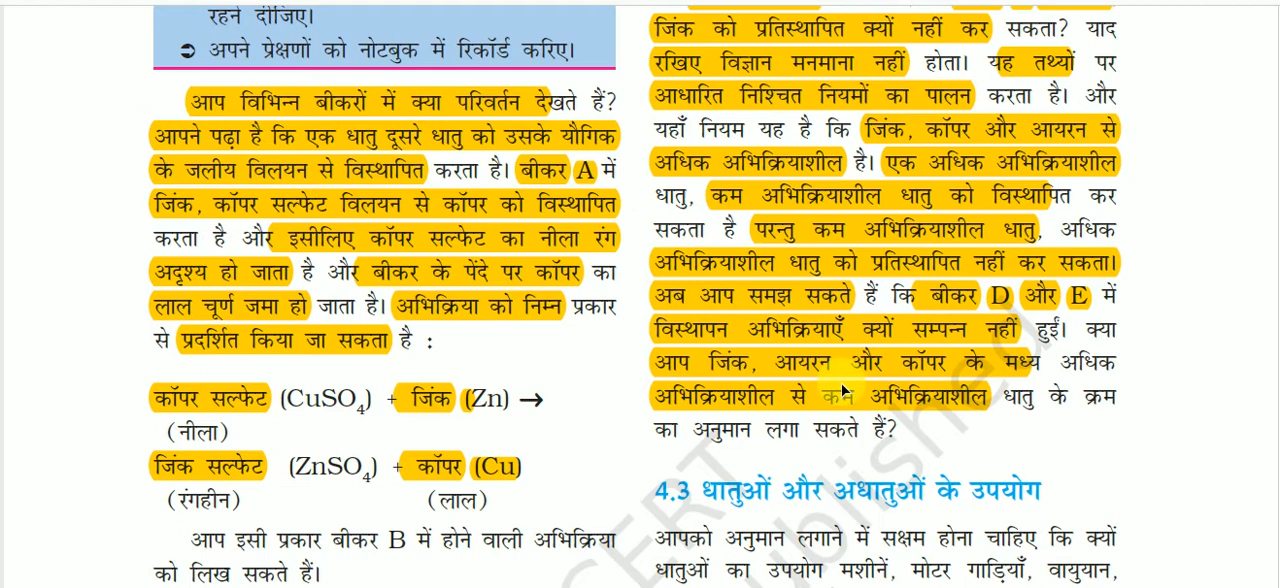 रहने दीजिए।
➲ अपने प्रेक्षणों को नोटबुक में रिकॉर्ड करिए।
आप विभिन्न बीकरों में क्या परिवर्तन देखते हैं?
आपने पढ़ा है कि एक धातु दूसरे धातु को उसके यौगिक
के जलीय विलयन से विस्थापित करता है। बीकर A में
जिंक, कॉपर सल्फेट विलयन से कॉपर को विस्थापित
करता है और इसीलिए कॉपर सल्फेट का नीला रंग
अदृश्य हो जाता है और बीकर के पेंदे पर कॉपर का
लाल चूर्ण जमा हो जाता है। अभिक्रिया को निम्न प्रकार
से प्रदर्शित किया जा सकता है :
कॉपर सल्फेट (CuSO₄) + जिंक (Zn) →
(नीला)
जिंक सल्फेट (ZnSO₄) + कॉपर (Cu)
(रंगहीन) (लाल)
आप इसी प्रकार बीकर B में होने वाली अभिक्रिया
को लिख सकते हैं।
जिंक को प्रतिस्थापित क्यों नहीं कर सकता? याद
रखिए विज्ञान मनमाना नहीं होता। यह तथ्यों पर
आधारित निश्चित नियमों का पालन करता है। और
यहाँ नियम यह है कि जिंक, कॉपर और आयरन से
अधिक अभिक्रियाशील है। एक अधिक अभिक्रियाशील
धातु, कम अभिक्रियाशील धातु को विस्थापित कर
सकता है परन्तु कम अभिक्रियाशील धातु, अधिक
अभिक्रियाशील धातु को प्रतिस्थापित नहीं कर सकता।
अब आप समझ सकते हैं कि बीकर D और E में
विस्थापन अभिक्रियाएँ क्यों सम्पन्न नहीं हुईं। क्या
आप जिंक, आयरन और कॉपर के मध्य अधिक
अभिक्रियाशील से कम अभिक्रियाशील धातु के क्रम
का अनुमान लगा सकते हैं?
4.3 धातुओं और अधातुओं के उपयोग
आपको अनुमान लगाने में सक्षम होना चाहिए कि क्यों
धातुओं का उपयोग मशीनें, मोटर गाड़ियाँ, वायुयान,